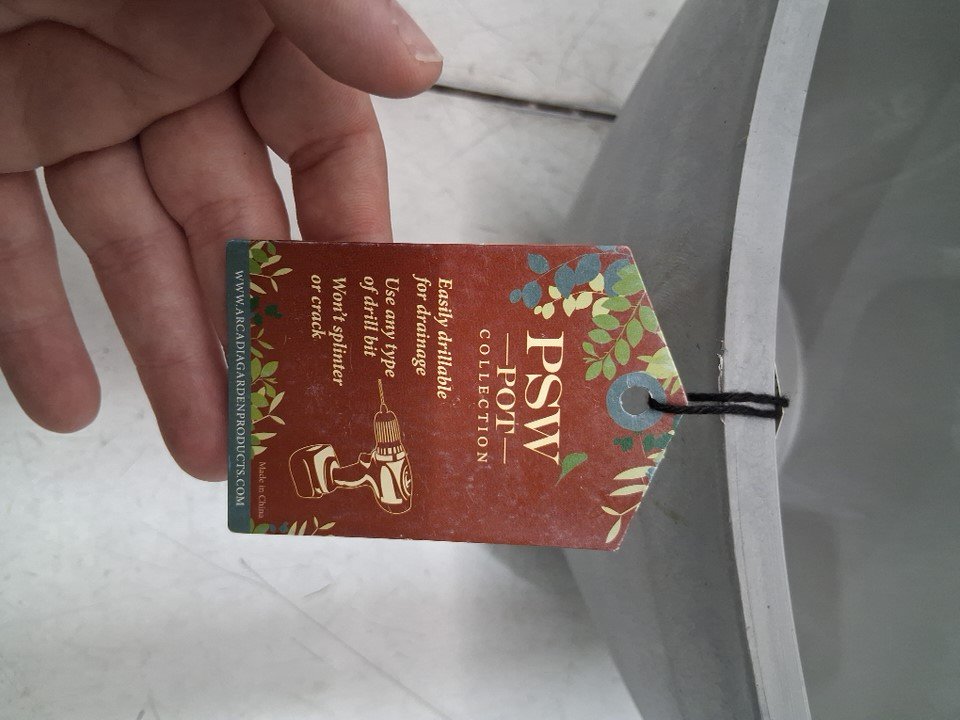 PSW
POT
COLLECTION
Easily drillable
for drainage
Use any type
of drill bit
Won't splinter
or crack
Made in China
WWW.ARCADIAGARDENPRODUCTS.COM